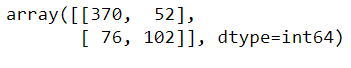 array([[370,  52],
       [ 76, 102]], dtype=int64)